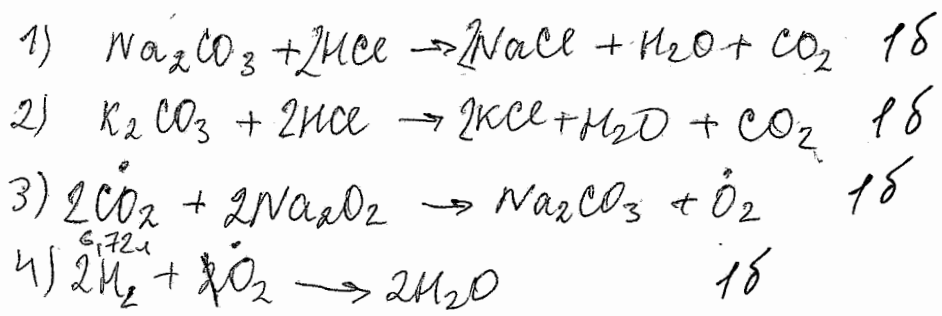 1) Na₂CO₃ + 2HCl → 2NaCl + H₂O + CO₂ 1б
2) K₂CO₃ + 2HCl → 2KCl + H₂O + CO₂ 1б
3) 2CO₂ + 2Na₂O₂ → Na₂CO₃ + O₂ 1б
6,72л
4) 2H₂ + O₂ → 2H₂O 1б